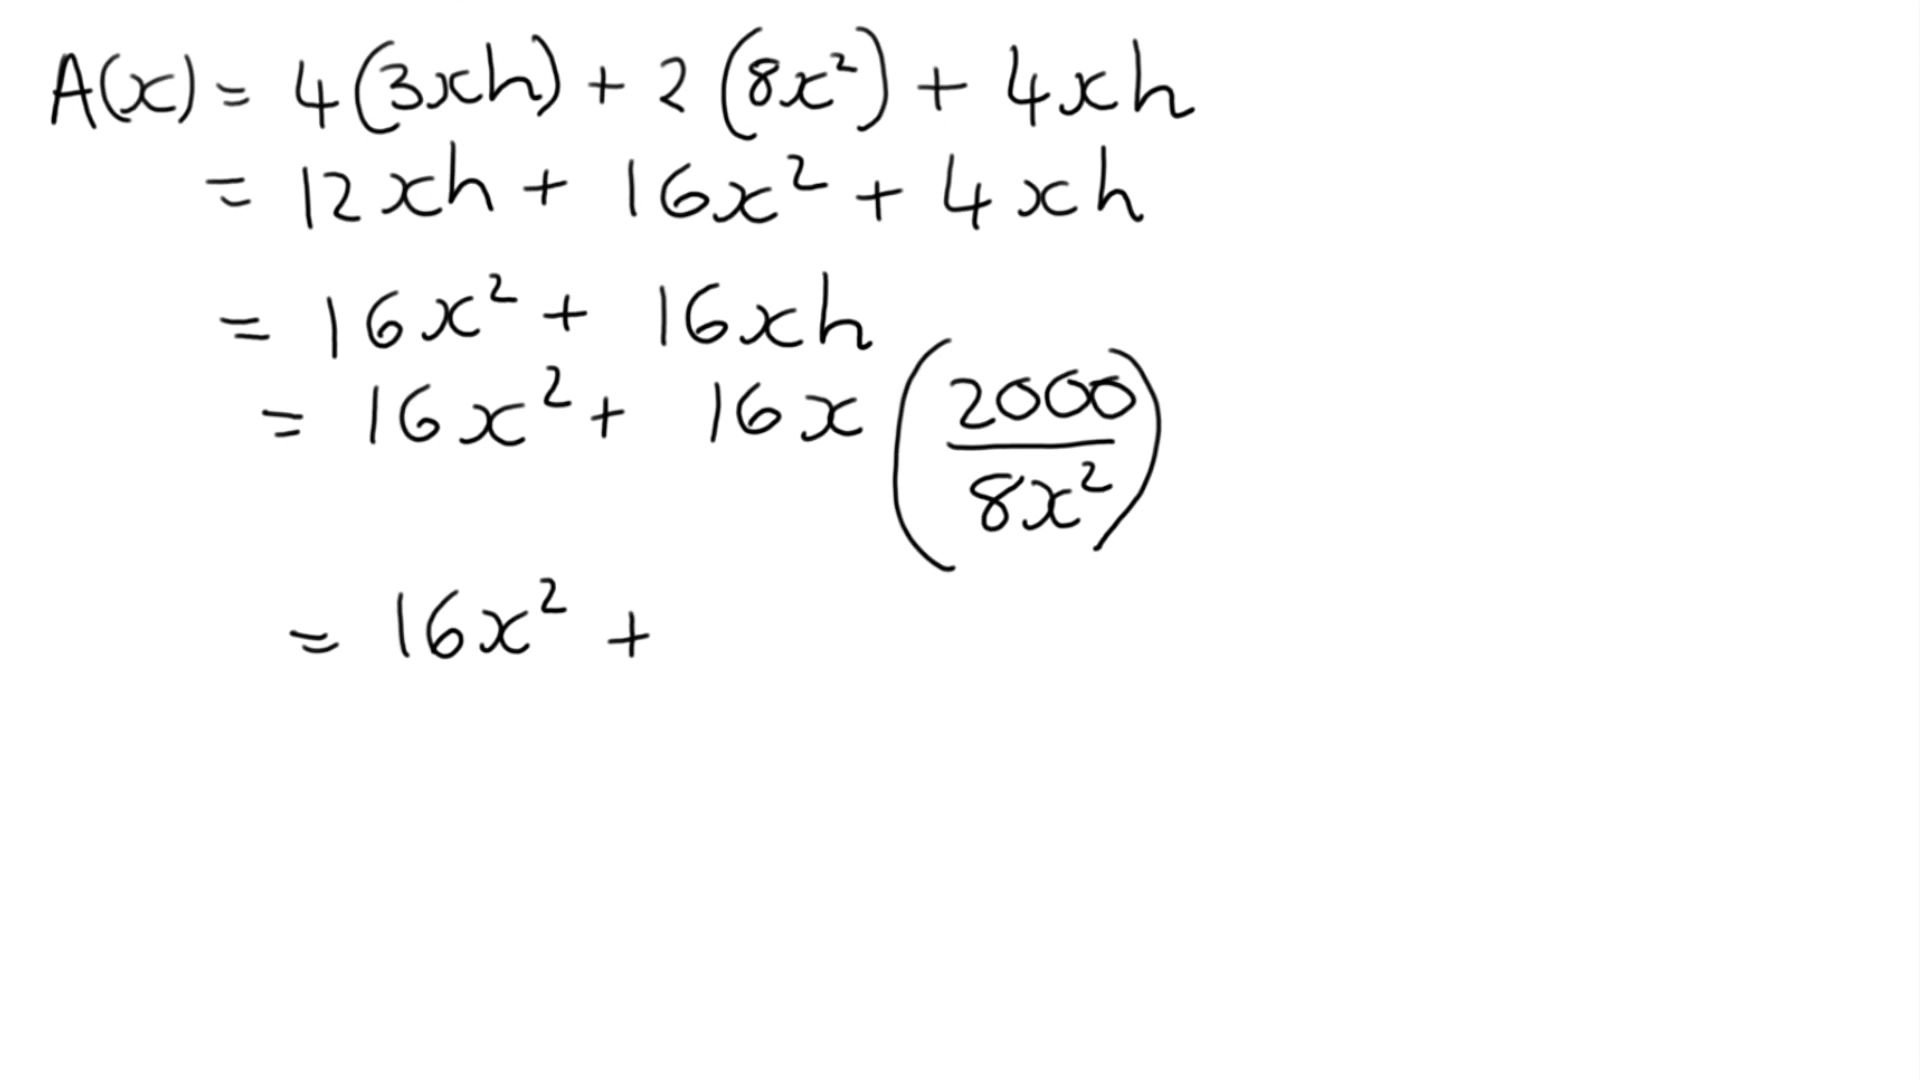 A(x) = 4(3xh) + 2(8x²) + 4xh
= 12xh + 16x² + 4xh
= 16x² + 16xh
= 16x² + 16x (2000/8x²)
= 16x² +